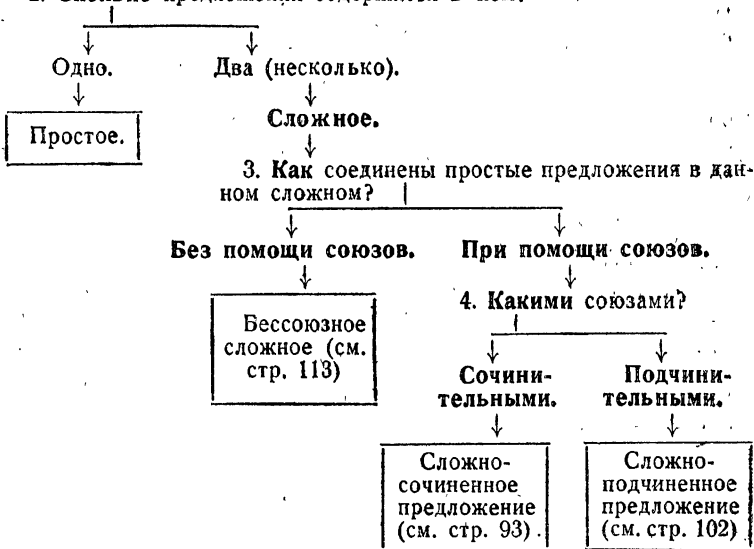 Одно. Два (несколько).
Простое.
Сложное.
3. Как соединены простые предложения в дан-
ном сложном?
Без помощи союзов. При помощи союзов.
4. Какими союзами?
Бессоюзное
сложное (см.
стр. 113)
Сочини-
тельными.
Подчини-
тельными.
Сложно-
сочиненное
предложение
(см. стр. 93).
Сложно-
подчиненное
предложение
(см. стр. 102)